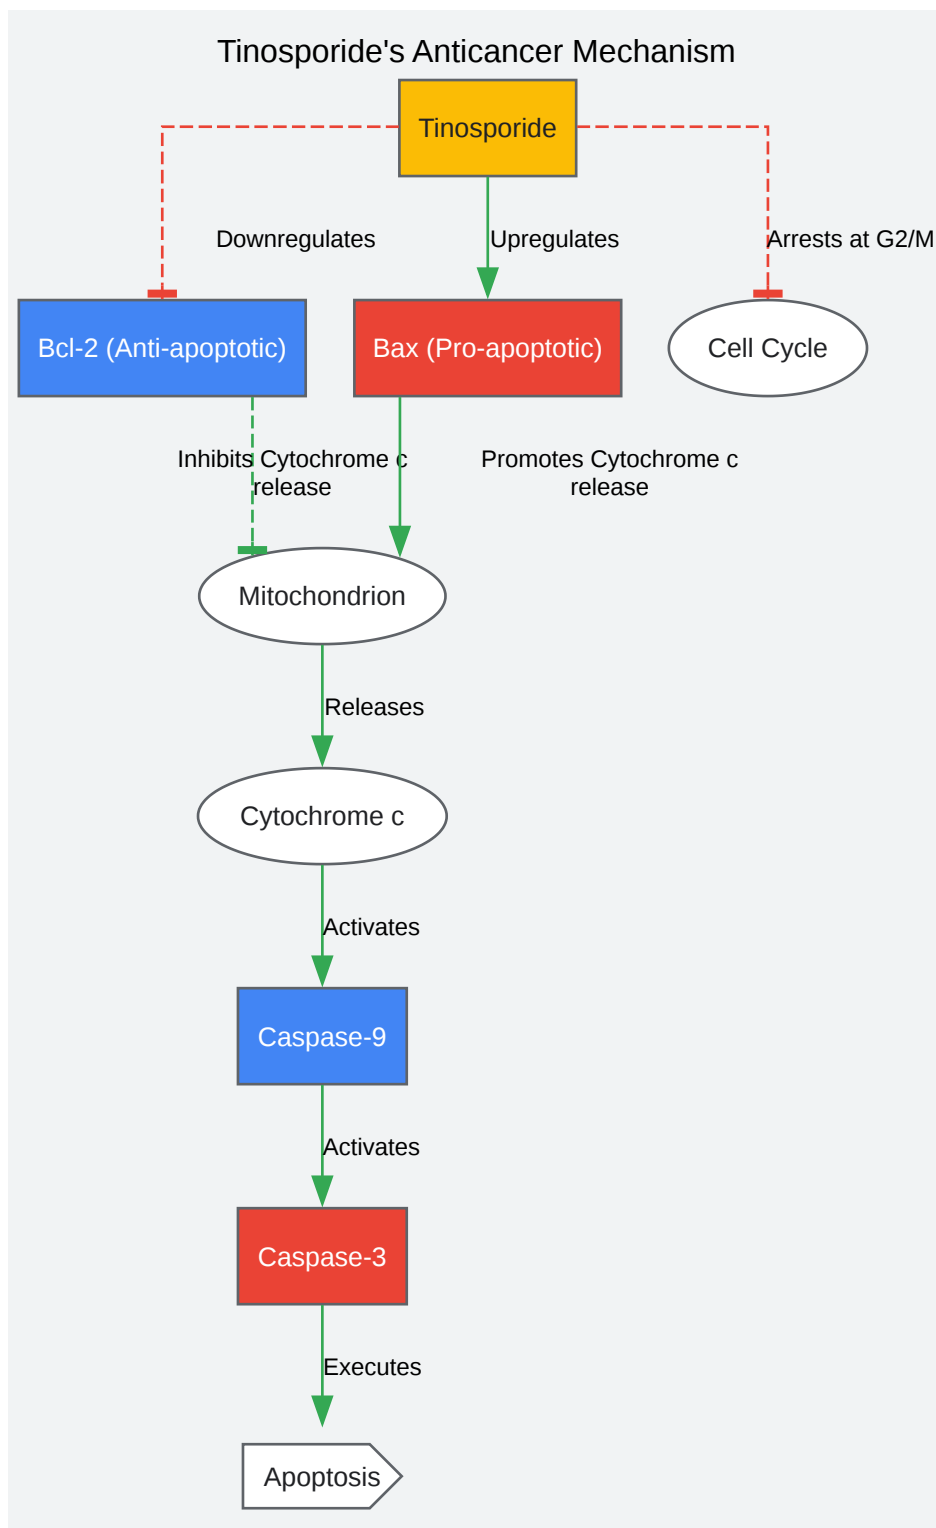 Tinosporide's Anticancer Mechanism
Tinosporide
Downregulates
Upregulates
Arrests at G2/M
Bcl-2 (Anti-apoptotic)
Bax (Pro-apoptotic)
Cell Cycle
Inhibits Cytochrome c
release
Promotes Cytochrome c
release
Mitochondrion
Releases
Cytochrome c
Activates
Caspase-9
Activates
Caspase-3
Executes
Apoptosis